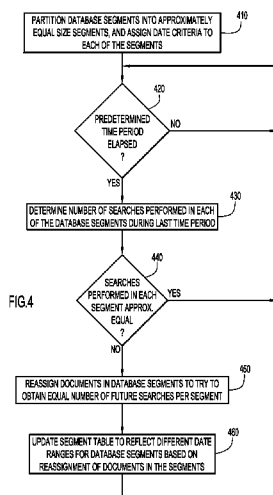 PARTITION DATABASE SEGMENTS INTO APPROXIMATELY
EQUAL SIZE SEGMENTS, AND ASSIGN DATE CRITERIA TO
EACH OF THE SEGMENTS
410
420
PREDETERMINED
TIME PERIOD
ELAPSED
?
NO
YES
430
DETERMINE NUMBER OF SEARCHES PERFORMED IN EACH
OF THE DATABASE SEGMENTS DURING LAST TIME PERIOD
440
SEARCHES
PERFORMED IN EACH
SEGMENT APPROX.
EQUAL
?
YES
FIG.4
NO
450
REASSIGN DOCUMENTS IN DATABASE SEGMENTS TO TRY TO
OBTAIN EQUAL NUMBER OF FUTURE SEARCHES PER SEGMENT
460
UPDATE SEGMENT TABLE TO REFLECT DIFFERENT DATE
RANGES FOR DATABASE SEGMENTS BASED ON
REASSIGNMENT OF DOCUMENTS IN THE SEGMENTS